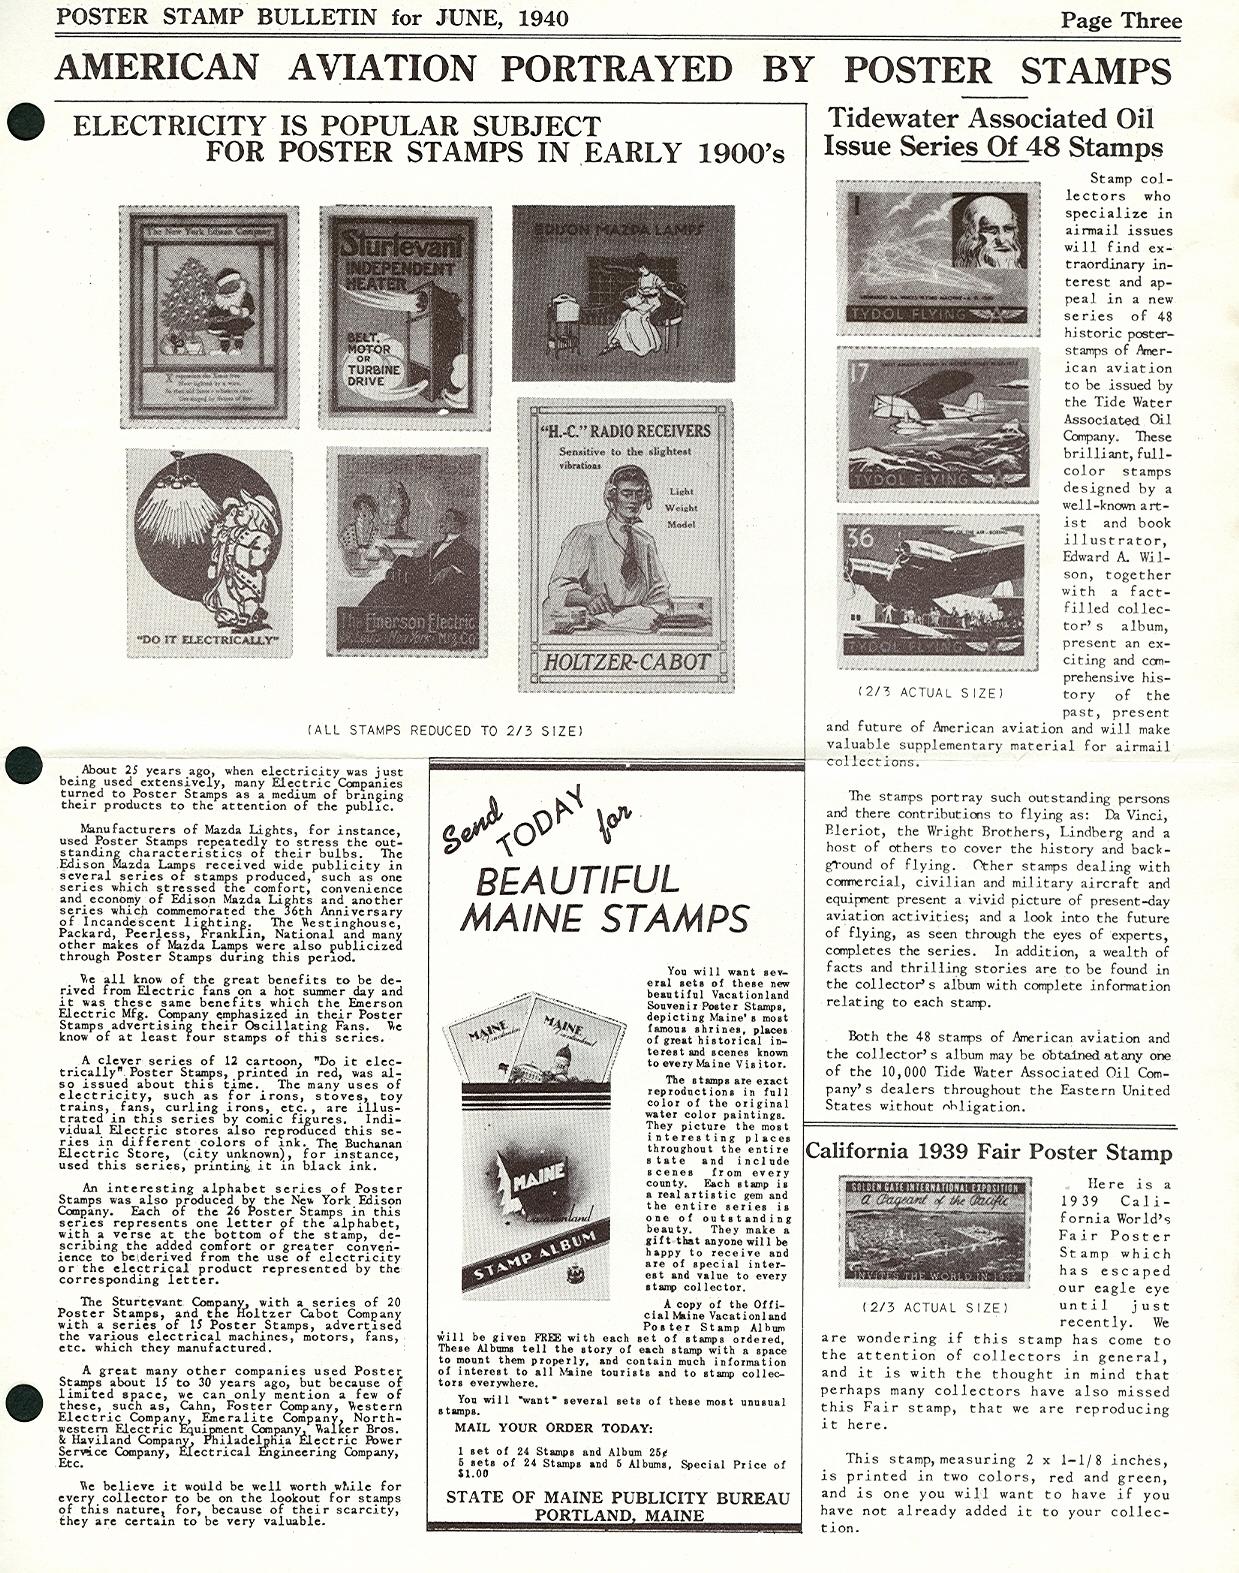 POSTER STAMP BULLETIN for JUNE, 1940
Page Three
AMERICAN AVIATION PORTRAYED BY POSTER STAMPS
ELECTRICITY IS POPULAR SUBJECT
FOR POSTER STAMPS IN EARLY 1900's
The New York Edison Company
Sturtevant
INDEPENDENT
HEATER
BELT,
MOTOR
OR
TURBINE
DRIVE
EDISON MAZDA LAMPS
"DO IT ELECTRICALLY"
The Emerson Electric
"H.-C." RADIO RECEIVERS
Sensitive to the slightest
vibrations
Light
Weight
Model
HOLTZER-CABOT
(ALL STAMPS REDUCED TO 2/3 SIZE)
About 25 years ago, when electricity was just
being used extensively, many Electric Companies
turned to Poster Stamps as a medium of bringing
their products to the attention of the public.
Manufacturers of Mazda Lights, for instance,
used Poster Stamps repeatedly to stress the out-
standing characteristics of their bulbs. The
Edison Mazda Lamps received wide publicity in
several series of stamps produced, such as one
series which stressed the comfort, convenience
and economy of Edison Mazda Lights and another
series which commemorated the 36th Anniversary
of Incandescent lighting. The Westinghouse,
Packard, Peerless, Franklin, National and many
other makes of Mazda Lamps were also publicized
through Poster Stamps during this period.
We all know of the great benefits to be de-
rived from Electric fans on a hot summer day and
it was these same benefits which the Emerson
Electric Mfg. Company emphasized in their Poster
Stamps advertising their Oscillating Fans. We
know of at least four stamps of this series.
A clever series of 12 cartoon, "Do it elec-
trically" Poster Stamps, printed in red, was al-
so issued about this time. The many uses of
electricity, such as for irons, stoves, toy
trains, fans, curling irons, etc., are illus-
trated in this series by comic figures. Indi-
vidual Electric stores also reproduced this se-
ries in different colors of ink. The Buchanan
Electric Store, (city unknown), for instance,
used this series, printing it in black ink.
An interesting alphabet series of Poster
Stamps was also produced by the New York Edison
Company. Each of the 26 Poster Stamps in this
series represents one letter of the alphabet,
with a verse at the bottom of the stamp, de-
scribing the added comfort or greater conven-
ience to be derived from the use of electricity
or the electrical product represented by the
corresponding letter.
The Sturtevant Company, with a series of 20
Poster Stamps, and the Holtzer Cabot Company
with a series of 15 Poster Stamps, advertised
the various electrical machines, motors, fans,
etc. which they manufactured.
A great many other companies used Poster
Stamps about 15 to 30 years ago, but because of
limited space, we can only mention a few of
these, such as, Cahn, Foster Company, Western
Electric Company, Emeralite Company, North-
western Electric Equipment Company, Walker Bros.
& Haviland Company, Philadelphia Electric Power
Service Company, Electrical Engineering Company,
Etc.
We believe it would be well worth while for
every collector to be on the lookout for stamps
of this nature, for, because of their scarcity,
they are certain to be very valuable.
Send TODAY for
BEAUTIFUL
MAINE STAMPS
MAINE
MAINE
MAINE
Vacationland
STAMP ALBUM
You will want sev-
eral sets of these new
beautiful Vacationland
Souvenir Poster Stamps,
depicting Maine's most
famous shrines, places
of great historical in-
terest and scenes known
to every Maine Visitor.
The stamps are exact
reproductions in full
color of the original
water color paintings.
They picture the most
interesting places
throughout the entire
state and include
scenes from every
county. Each stamp is
a real artistic gem and
the entire series is
one of outstanding
beauty. They make a
gift that anyone will be
happy to receive and
are of special inter-
est and value to every
stamp collector.
A copy of the Offi-
cial Maine Vacationland
Poster Stamp Album
will be given FREE with each set of stamps ordered.
These Albums tell the story of each stamp with a space
to mount them properly, and contain much information
of interest to all Maine tourists and to stamp collec-
tors everywhere.
You will "want" several sets of these most unusual
stamps.
MAIL YOUR ORDER TODAY:
1 set of 24 Stamps and Album 25¢
5 sets of 24 Stamps and 5 Albums, Special Price of
$1.00
STATE OF MAINE PUBLICITY BUREAU
PORTLAND, MAINE
Tidewater Associated Oil
Issue Series Of 48 Stamps
1
TYDOL FLYING A
17
TYDOL FLYING A
36
TYDOL FLYING A
(2/3 ACTUAL SIZE)
Stamp col-
lectors who
specialize in
airmail issues
will find ex-
traordinary in-
terest and ap-
peal in a new
series of 48
historic poster-
stamps of Amer-
ican aviation
to be issued by
the Tide Water
Associated Oil
Company. These
brilliant, full-
color stamps
designed by a
well-known art-
ist and book
illustrator,
Edward A. Wil-
son, together
with a fact-
filled collec-
tor's album,
present an ex-
citing and com-
prehensive his-
tory of the
past, present
and future of American aviation and will make
valuable supplementary material for airmail
collections.
The stamps portray such outstanding persons
and there contributions to flying as: Da Vinci,
Bleriot, the Wright Brothers, Lindberg and a
host of others to cover the history and back-
ground of flying. Other stamps dealing with
commercial, civilian and military aircraft and
equipment present a vivid picture of present-day
aviation activities; and a look into the future
of flying, as seen through the eyes of experts,
completes the series. In addition, a wealth of
facts and thrilling stories are to be found in
the collector's album with complete information
relating to each stamp.
Both the 48 stamps of American aviation and
the collector's album may be obtained at any one
of the 10,000 Tide Water Associated Oil Com-
pany's dealers throughout the Eastern United
States without obligation.
California 1939 Fair Poster Stamp
GOLDEN GATE INTERNATIONAL EXPOSITION
A Pageant of the Pacific
INVITES THE WORLD IN 1939
(2/3 ACTUAL SIZE)
Here is a
1939 Cali-
fornia World's
Fair Poster
Stamp which
has escaped
our eagle eye
until just
recently. We
are wondering if this stamp has come to
the attention of collectors in general,
and it is with the thought in mind that
perhaps many collectors have also missed
this Fair stamp, that we are reproducing
it here.
This stamp, measuring 2 x 1-1/8 inches,
is printed in two colors, red and green,
and is one you will want to have if you
have not already added it to your collec-
tion.